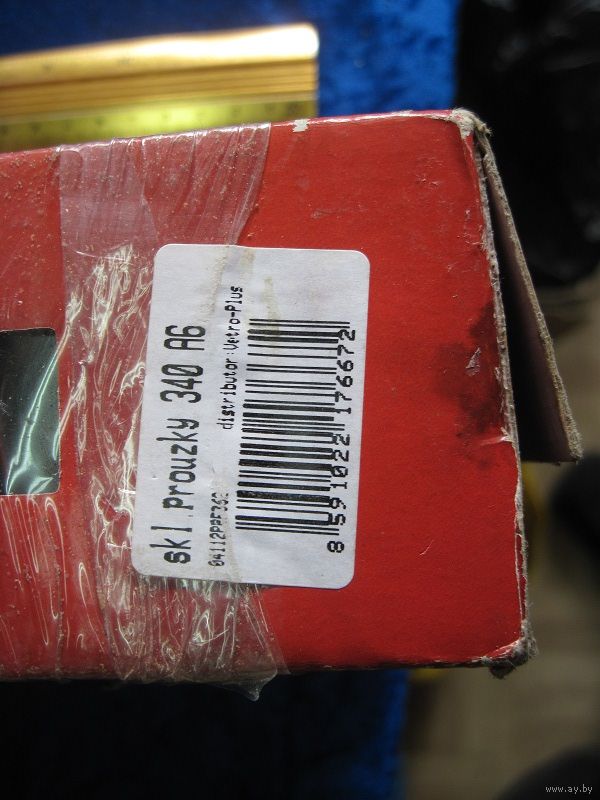 skl.prouzky 340 A6
distributor:Vetro-Plus
8 591022 176672
www.ay.by